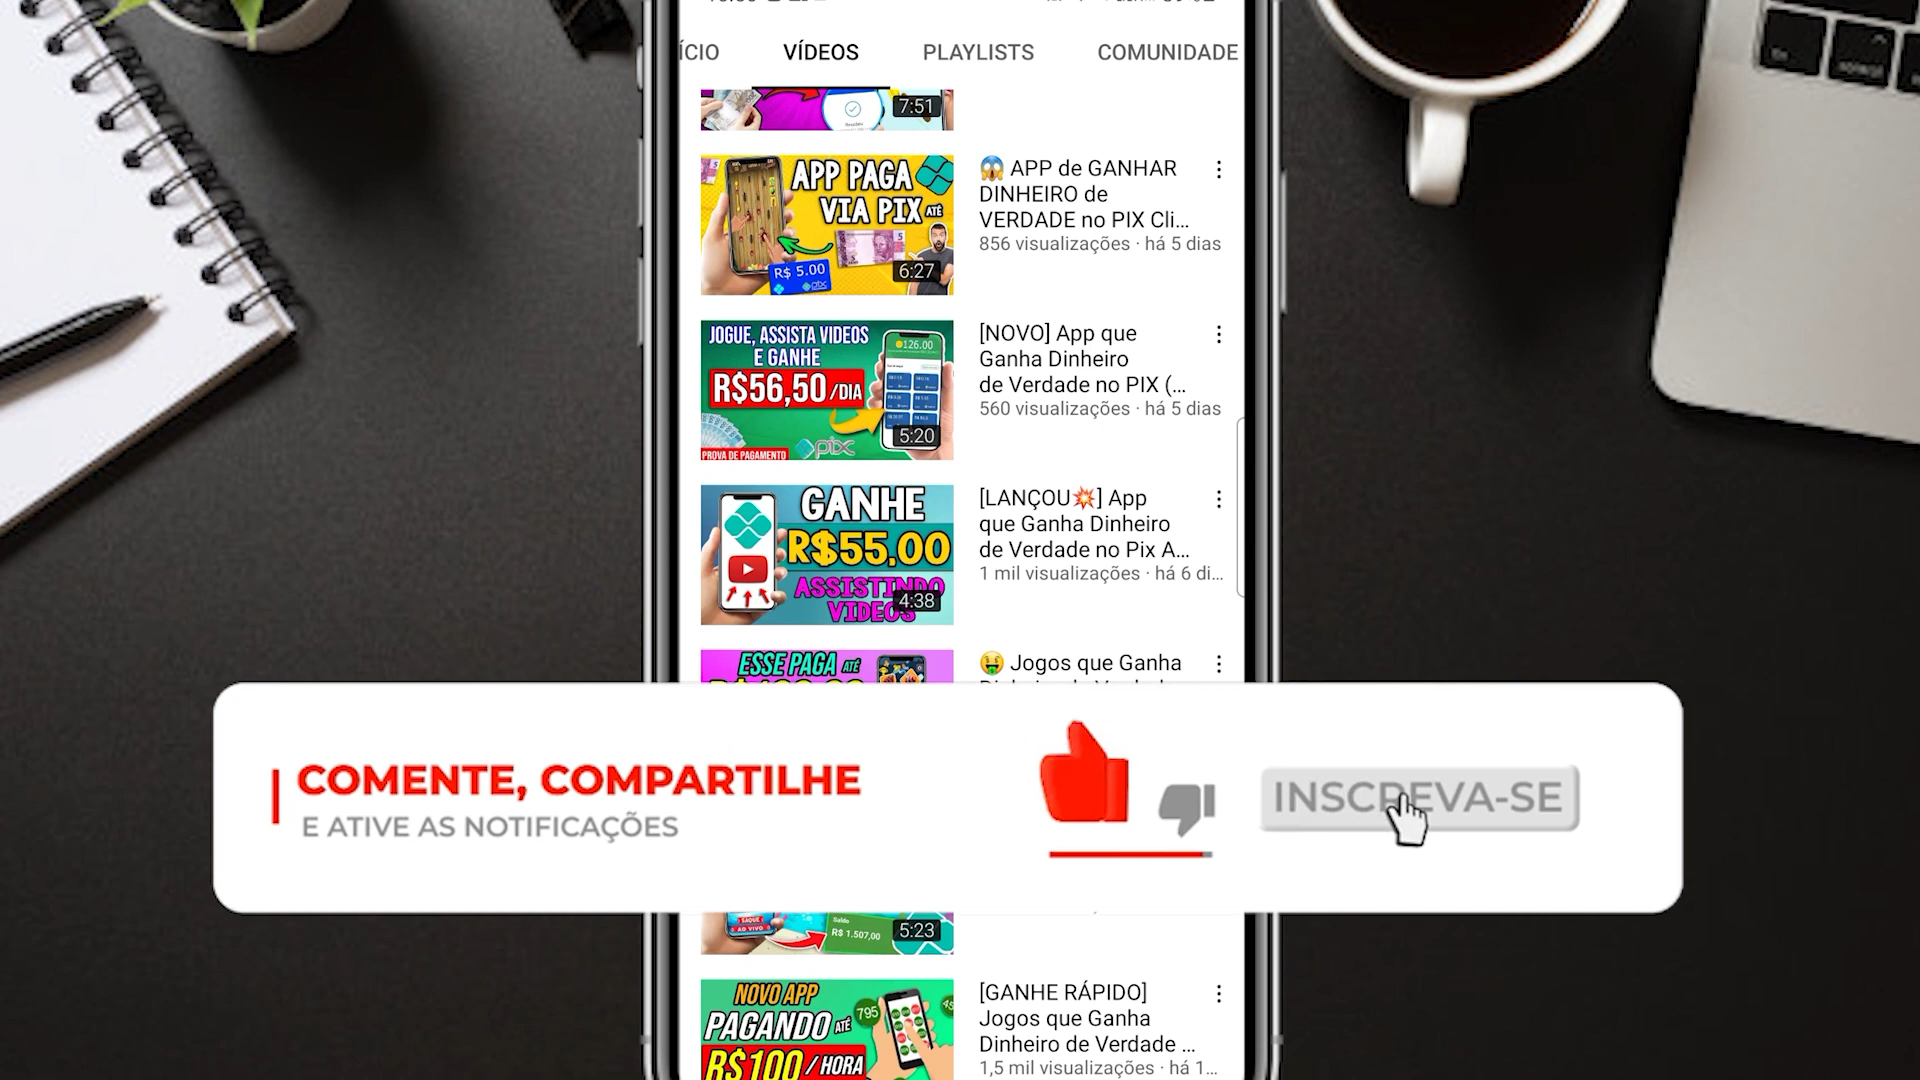 ÍCIO
VÍDEOS
PLAYLISTS
COMUNIDADE
7:51
APP PAGA
VIA PIX ATÉ
R$ 5.00
pix
6:27
😱 APP de GANHAR
DINHEIRO de
VERDADE no PIX Cli...
856 visualizações · há 5 dias
JOGUE, ASSISTA VIDEOS
E GANHE
R$56,50/DIA
126.00
PROVA DE PAGAMENTO
pix
5:20
[NOVO] App que
Ganha Dinheiro
de Verdade no PIX (...
560 visualizações · há 5 dias
GANHE
R$55,00
ASSISTINDO
VIDEOS
4:38
[LANÇOU💥] App
que Ganha Dinheiro
de Verdade no Pix A...
1 mil visualizações · há 6 di...
ESSE PAGA ATÉ
🤑 Jogos que Ganha
COMENTE, COMPARTILHE
E ATIVE AS NOTIFICAÇÕES
INSCREVA-SE
SAQUE
AO VIVO
Saldo
R$ 1.507,00
5:23
NOVO APP
PAGANDO ATÉ
R$100/HORA
795
45
[GANHE RÁPIDO]
Jogos que Ganha
Dinheiro de Verdade ...
1,5 mil visualizações · há 1...